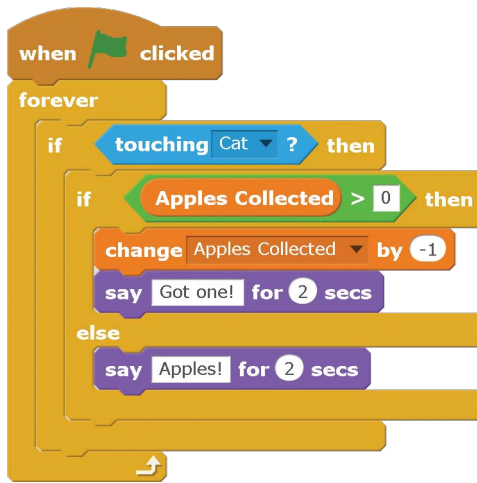 when clicked
forever
if touching Cat ? then
if Apples Collected > 0 then
change Apples Collected by -1
say Got one! for 2 secs
else
say Apples! for 2 secs